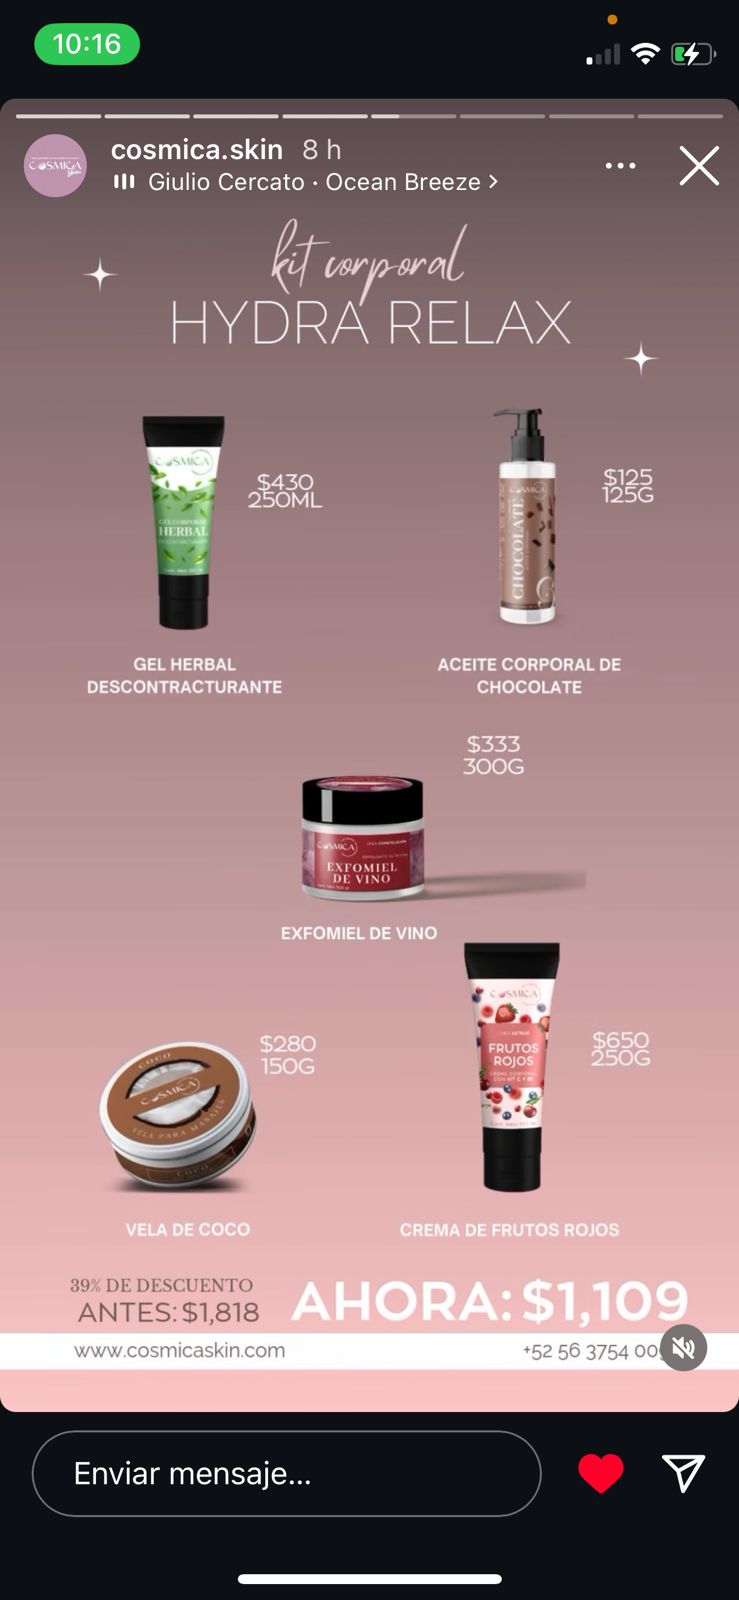 10:16
cosmica.skin 8 h
Giulio Cercato · Ocean Breeze >
kit corporal
HYDRA RELAX
$430
250ML
$125
125G
COSMICA
GEL CORPORAL
HERBAL
COSMICA
CHOCOLATE
GEL HERBAL
DESCONTRACTURANTE
ACEITE CORPORAL DE
CHOCOLATE
$333
300G
COSMICA
EXFOMIEL
DE VINO
EXFOMIEL DE VINO
$280
150G
COCO
COSMICA
VELA PARA MASAJES
COCO
COSMICA
FRUTOS
ROJOS
CREMA CORPORAL
$650
250G
VELA DE COCO
CREMA DE FRUTOS ROJOS
39% DE DESCUENTO
ANTES: $1,818
AHORA: $1,109
www.cosmicaskin.com
+52 56 3754 00
Enviar mensaje...